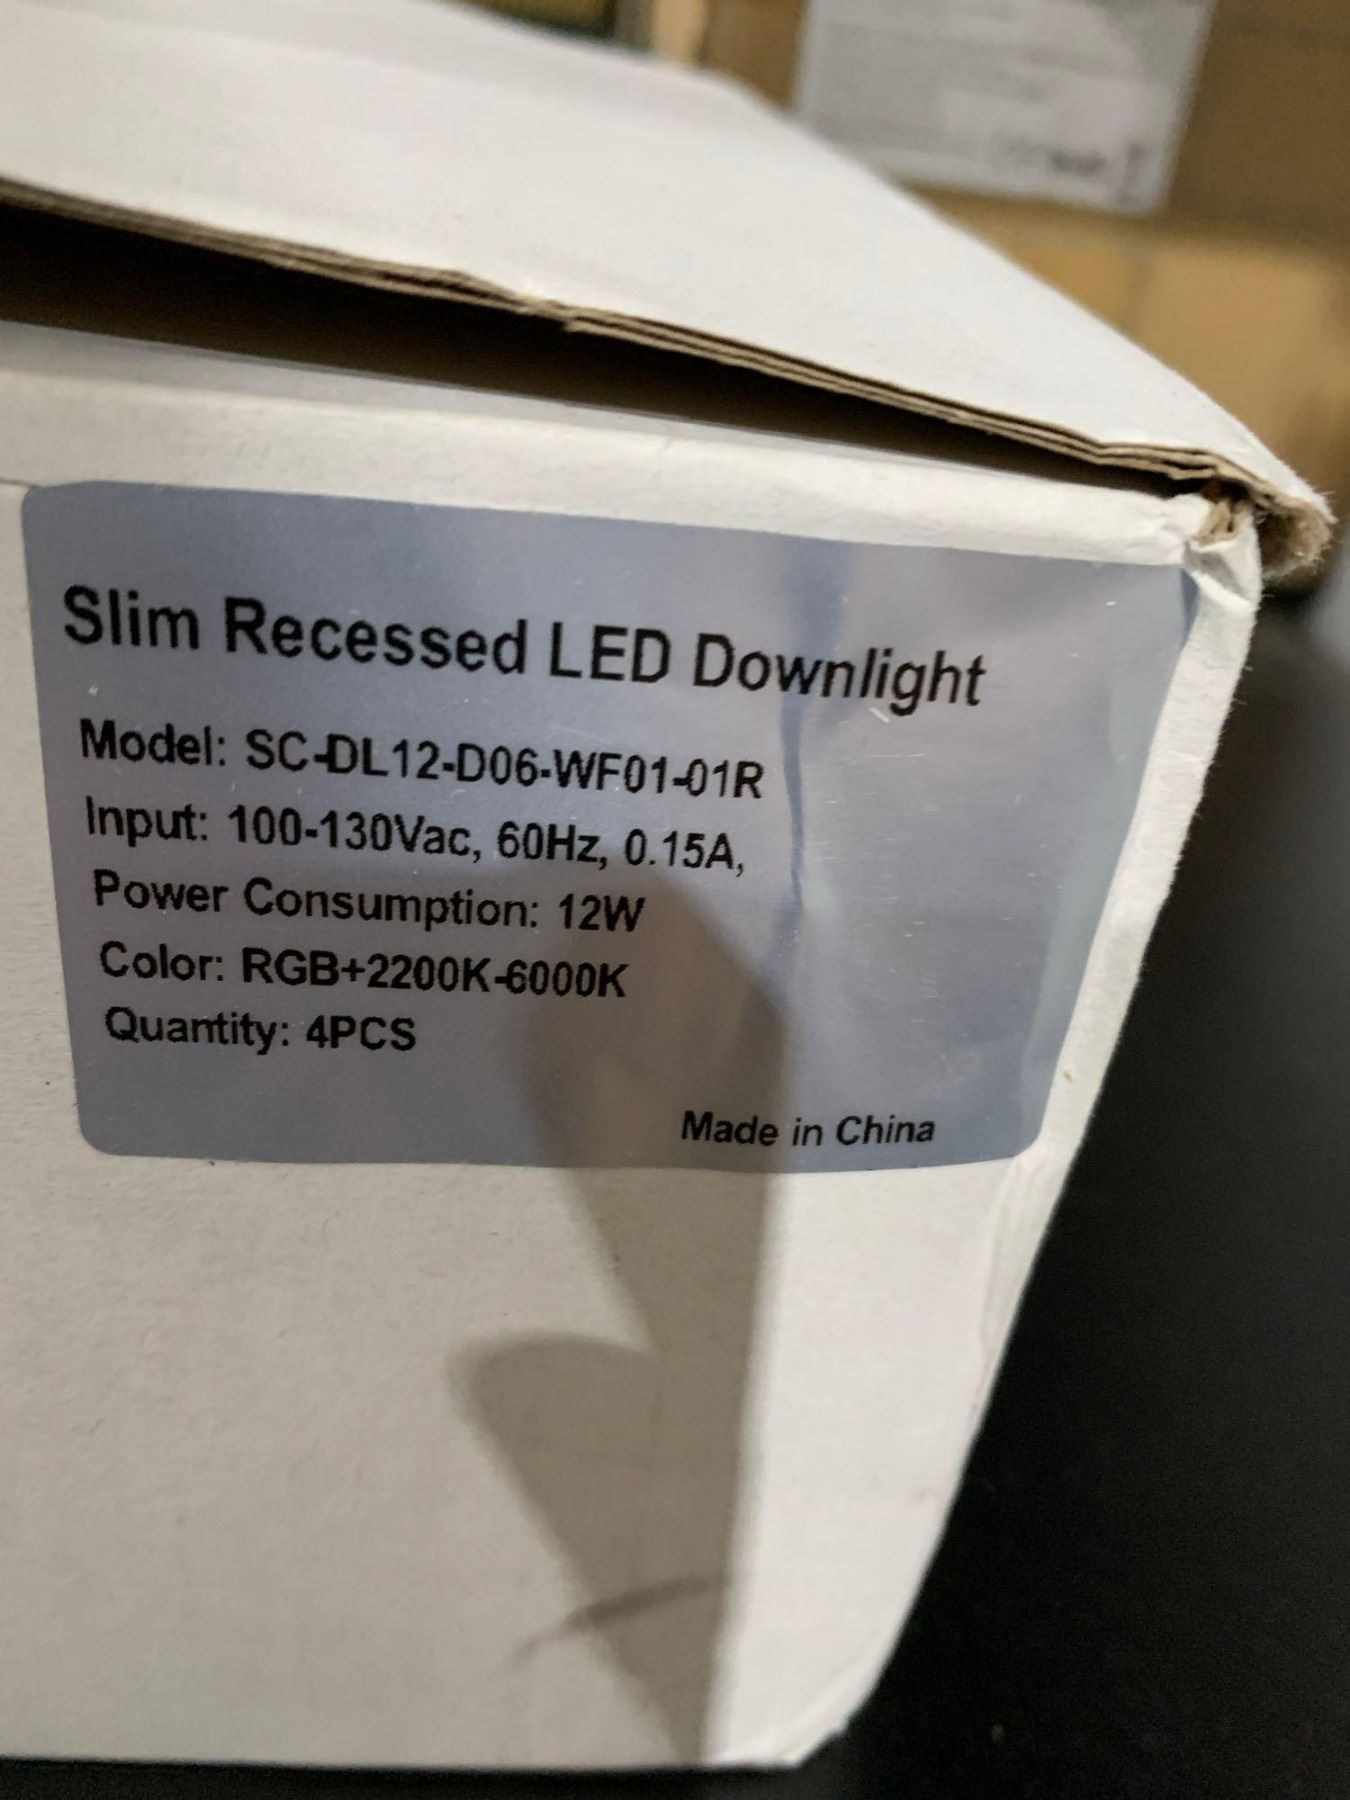 Slim Recessed LED Downlight
Model: SC-DL12-D06-WF01-01R
Input: 100-130Vac, 60Hz, 0.15A,
Power Consumption: 12W
Color: RGB+2200K-6000K
Quantity: 4PCS
Made in China